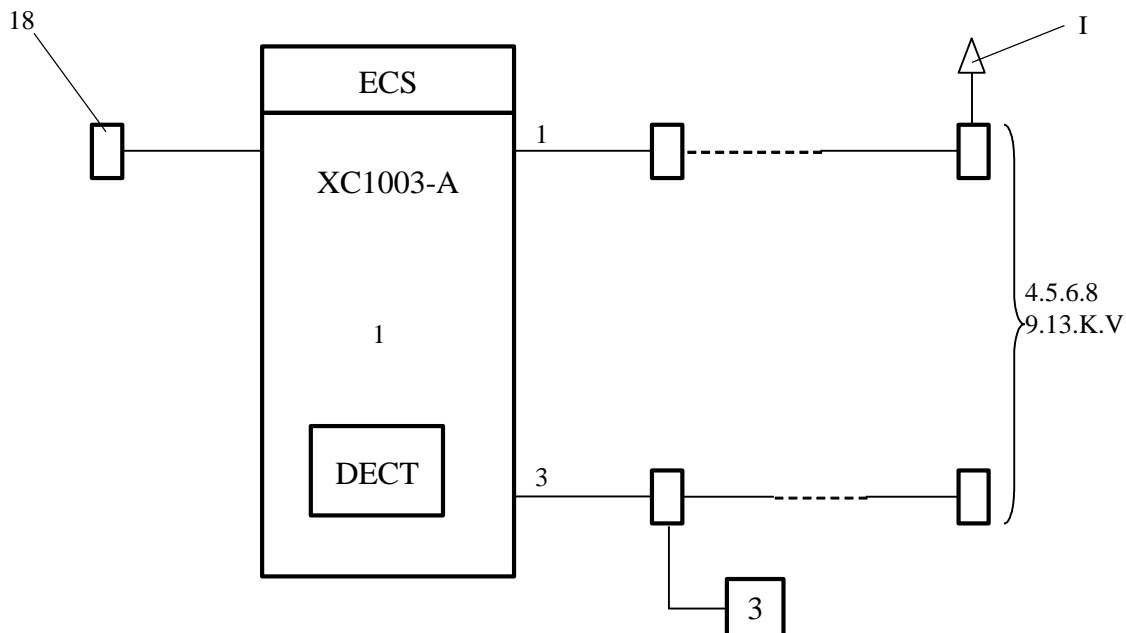 18
I
ECS
1
XC1003-A
4.5.6.8
9.13.K.V
1
DECT
3
3